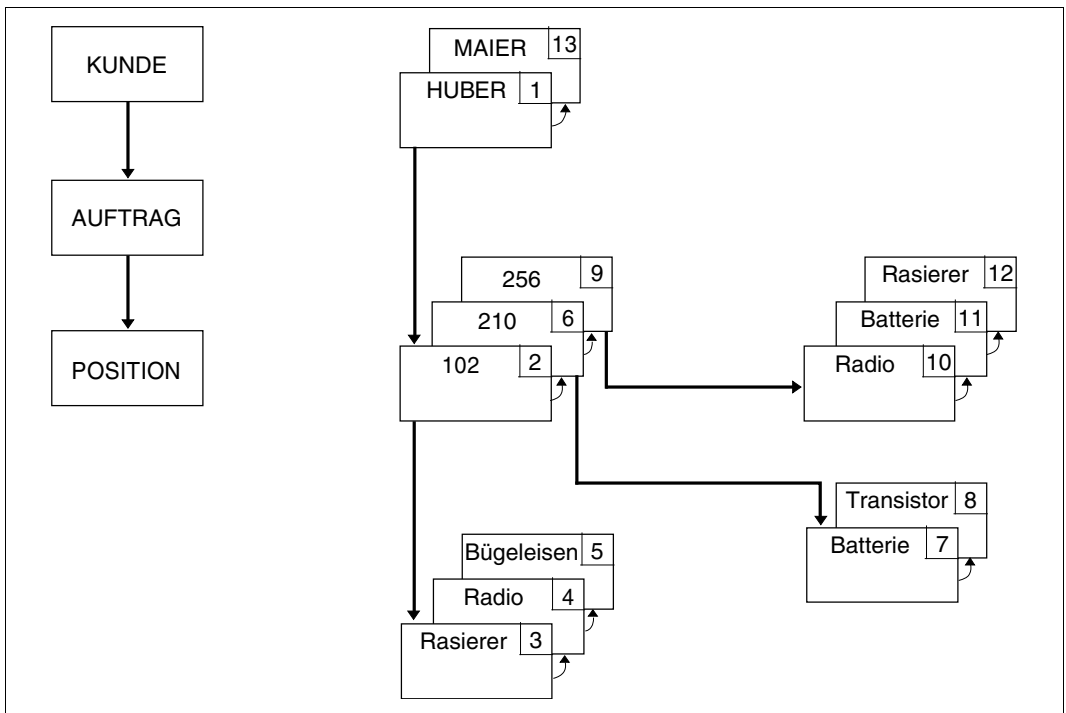 KUNDE
AUFTRAG
POSITION
MAIER 13
HUBER 1
256 9
210 6
102 2
Rasierer 12
Batterie 11
Radio 10
Transistor 8
Batterie 7
Bügeleisen 5
Radio 4
Rasierer 3